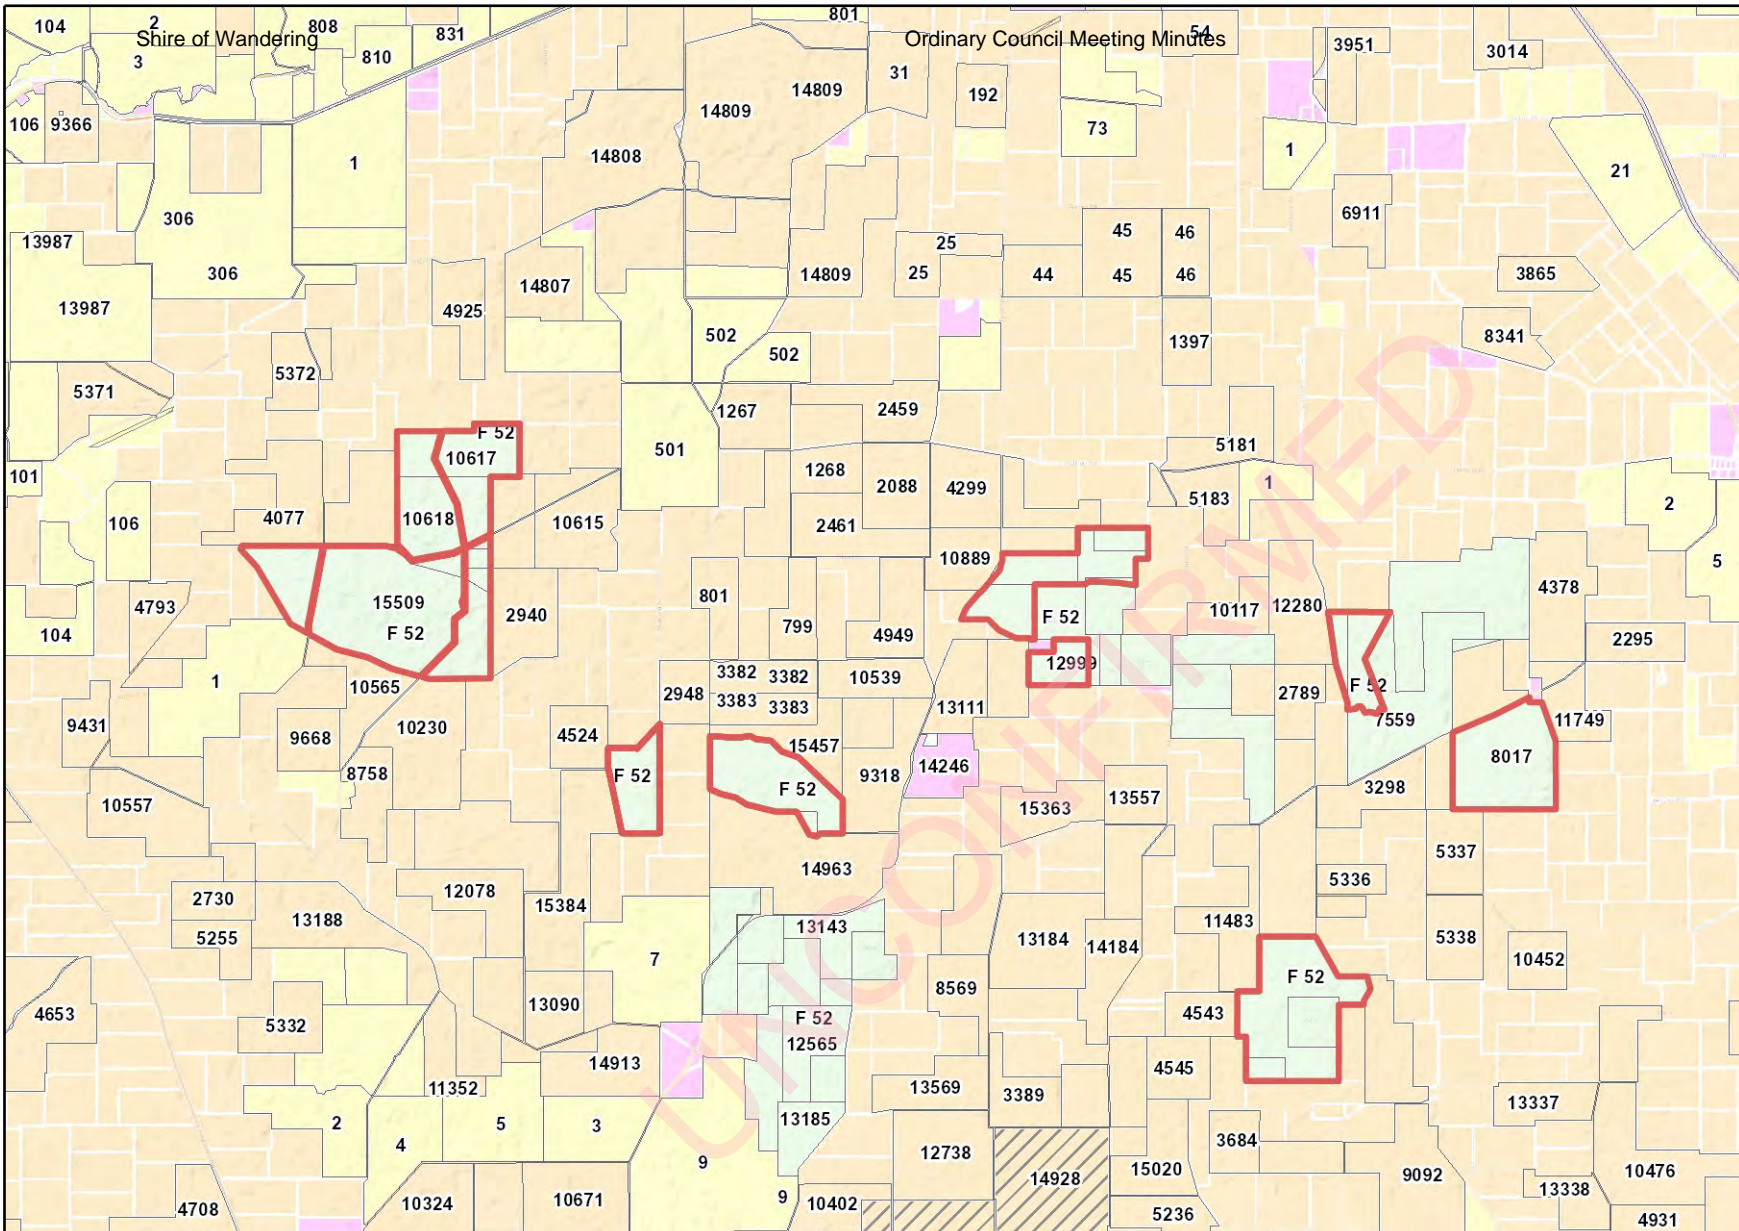 Shire of Wandering
Ordinary Council Meeting Minutes
104 2 808 831 801 54 3951 3014
3 810 31
14809 14809 192
106 9366 73
1 14808 1 21
306 6911
13987 25 45 46
306 14809 25 44 45 46 3865
13987 4925 14807
502 1397 8341
5372 502
5371 1267 2459
F 52 5181
10617 501 1268
101 2088 4299 5183 1 2
106 4077 10618 10615 2461
10889 5
15509 801 10117 12280 4378
4793 2940 799 F 52
104 F 52 4949 2295
3382 3382 12999
1 10565 2948 10539 F 52
3383 3383 13111 2789
9431 10230 4524 7559 11749
9668 15457 8017
8758 F 52 F 52 9318 14246
10557 15363 13557 3298
14963 5337
12078 5336
2730 13188 15384 11483
5255 13143 13184 14184 5338
7 10452
13090 8569 F 52
4653 5332 F 52 4543
12565
14913 4545
11352 13569 3389
2 5 3 13185 13337
4 3684
9 12738 15020 9092 10476
14928 13338
4708 10324 10671 9 10402 5236 4931
UNCONFIRMED